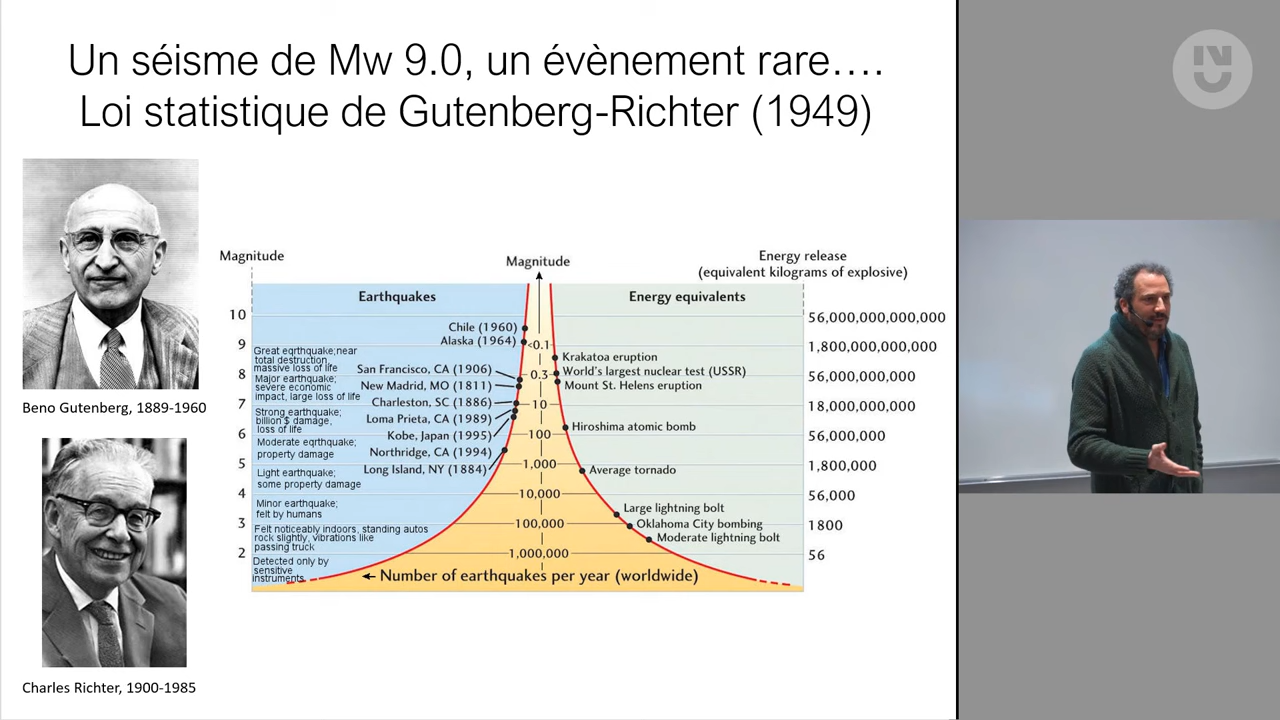 Un séisme de Mw 9.0, un évènement rare….
Loi statistique de Gutenberg-Richter (1949)
Beno Gutenberg, 1889-1960
Charles Richter, 1900-1985
Magnitude
Magnitude
Energy release
(equivalent kilograms of explosive)
Earthquakes
Energy equivalents
10
9
8
7
6
5
4
3
2
Great eqrthquake;near
total destruction,
massive loss of life
Major earthquake;
severe economic
impact, large loss of life
Strong earthquake;
billion $ damage,
loss of life
Moderate eqrthquake;
property damage
Light earthquake;
some property damage
Minor earthquake;
felt by humans
Felt noticeably indoors, standing autos
rock slightly, vibrations like
passing truck
Detected only by
sensitive
instruments
Chile (1960)
Alaska (1964)
San Francisco, CA (1906)
New Madrid, MO (1811)
Charleston, SC (1886)
Loma Prieta, CA (1989)
Kobe, Japan (1995)
Northridge, CA (1994)
Long Island, NY (1884)
<0.1
0.3
10
100
1,000
10,000
100,000
1,000,000
Number of earthquakes per year (worldwide)
Krakatoa eruption
World's largest nuclear test (USSR)
Mount St. Helens eruption
Hiroshima atomic bomb
Average tornado
Large lightning bolt
Oklahoma City bombing
Moderate lightning bolt
56,000,000,000,000
1,800,000,000,000
56,000,000,000
18,000,000,000
56,000,000
1,800,000
56,000
1800
56